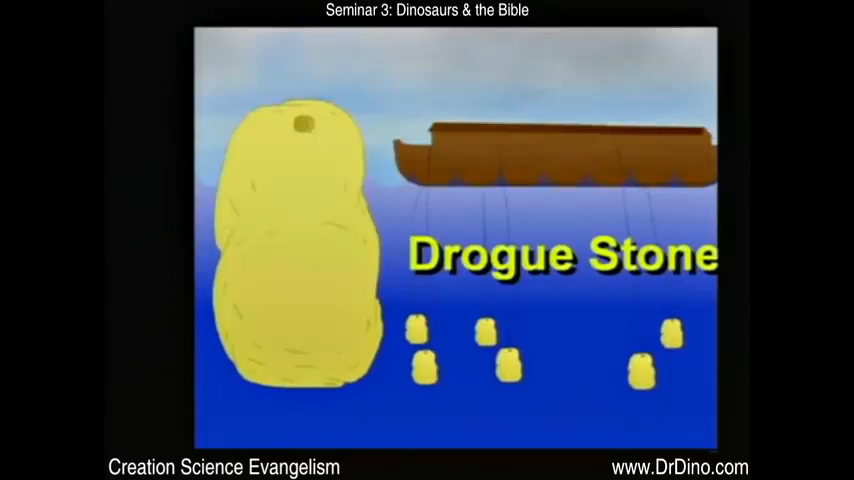 Seminar 3: Dinosaurs & the Bible
Drogue Stone
Creation Science Evangelism
www.DrDino.com